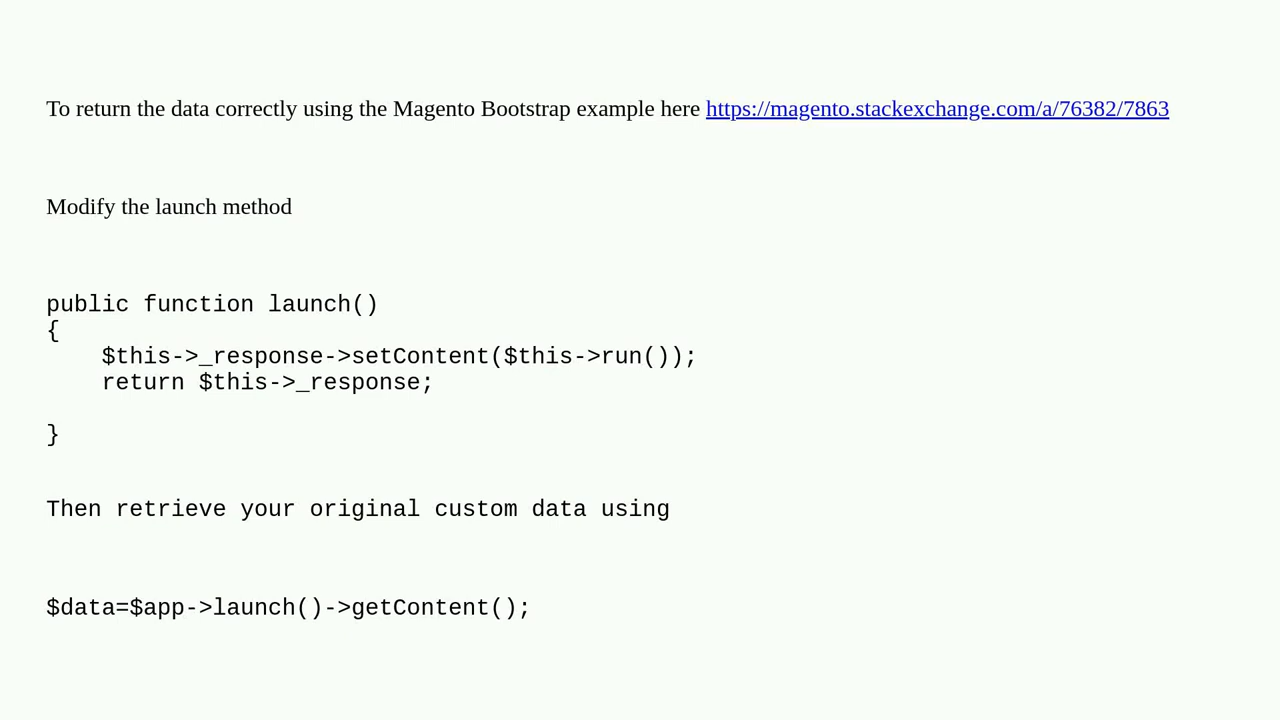 To return the data correctly using the Magento Bootstrap example here https://magento.stackexchange.com/a/76382/7863
Modify the launch method
public function launch()
{
    $this->_response->setContent($this->run());
    return $this->_response;
}
Then retrieve your original custom data using
$data=$app->launch()->getContent();